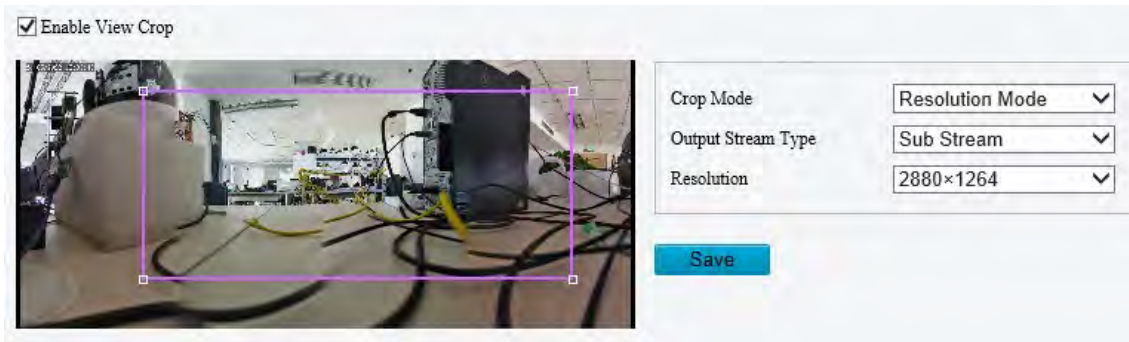 Enable View Crop
Crop Mode
Resolution Mode
Output Stream Type
Sub Stream
Resolution
2880×1264
Save